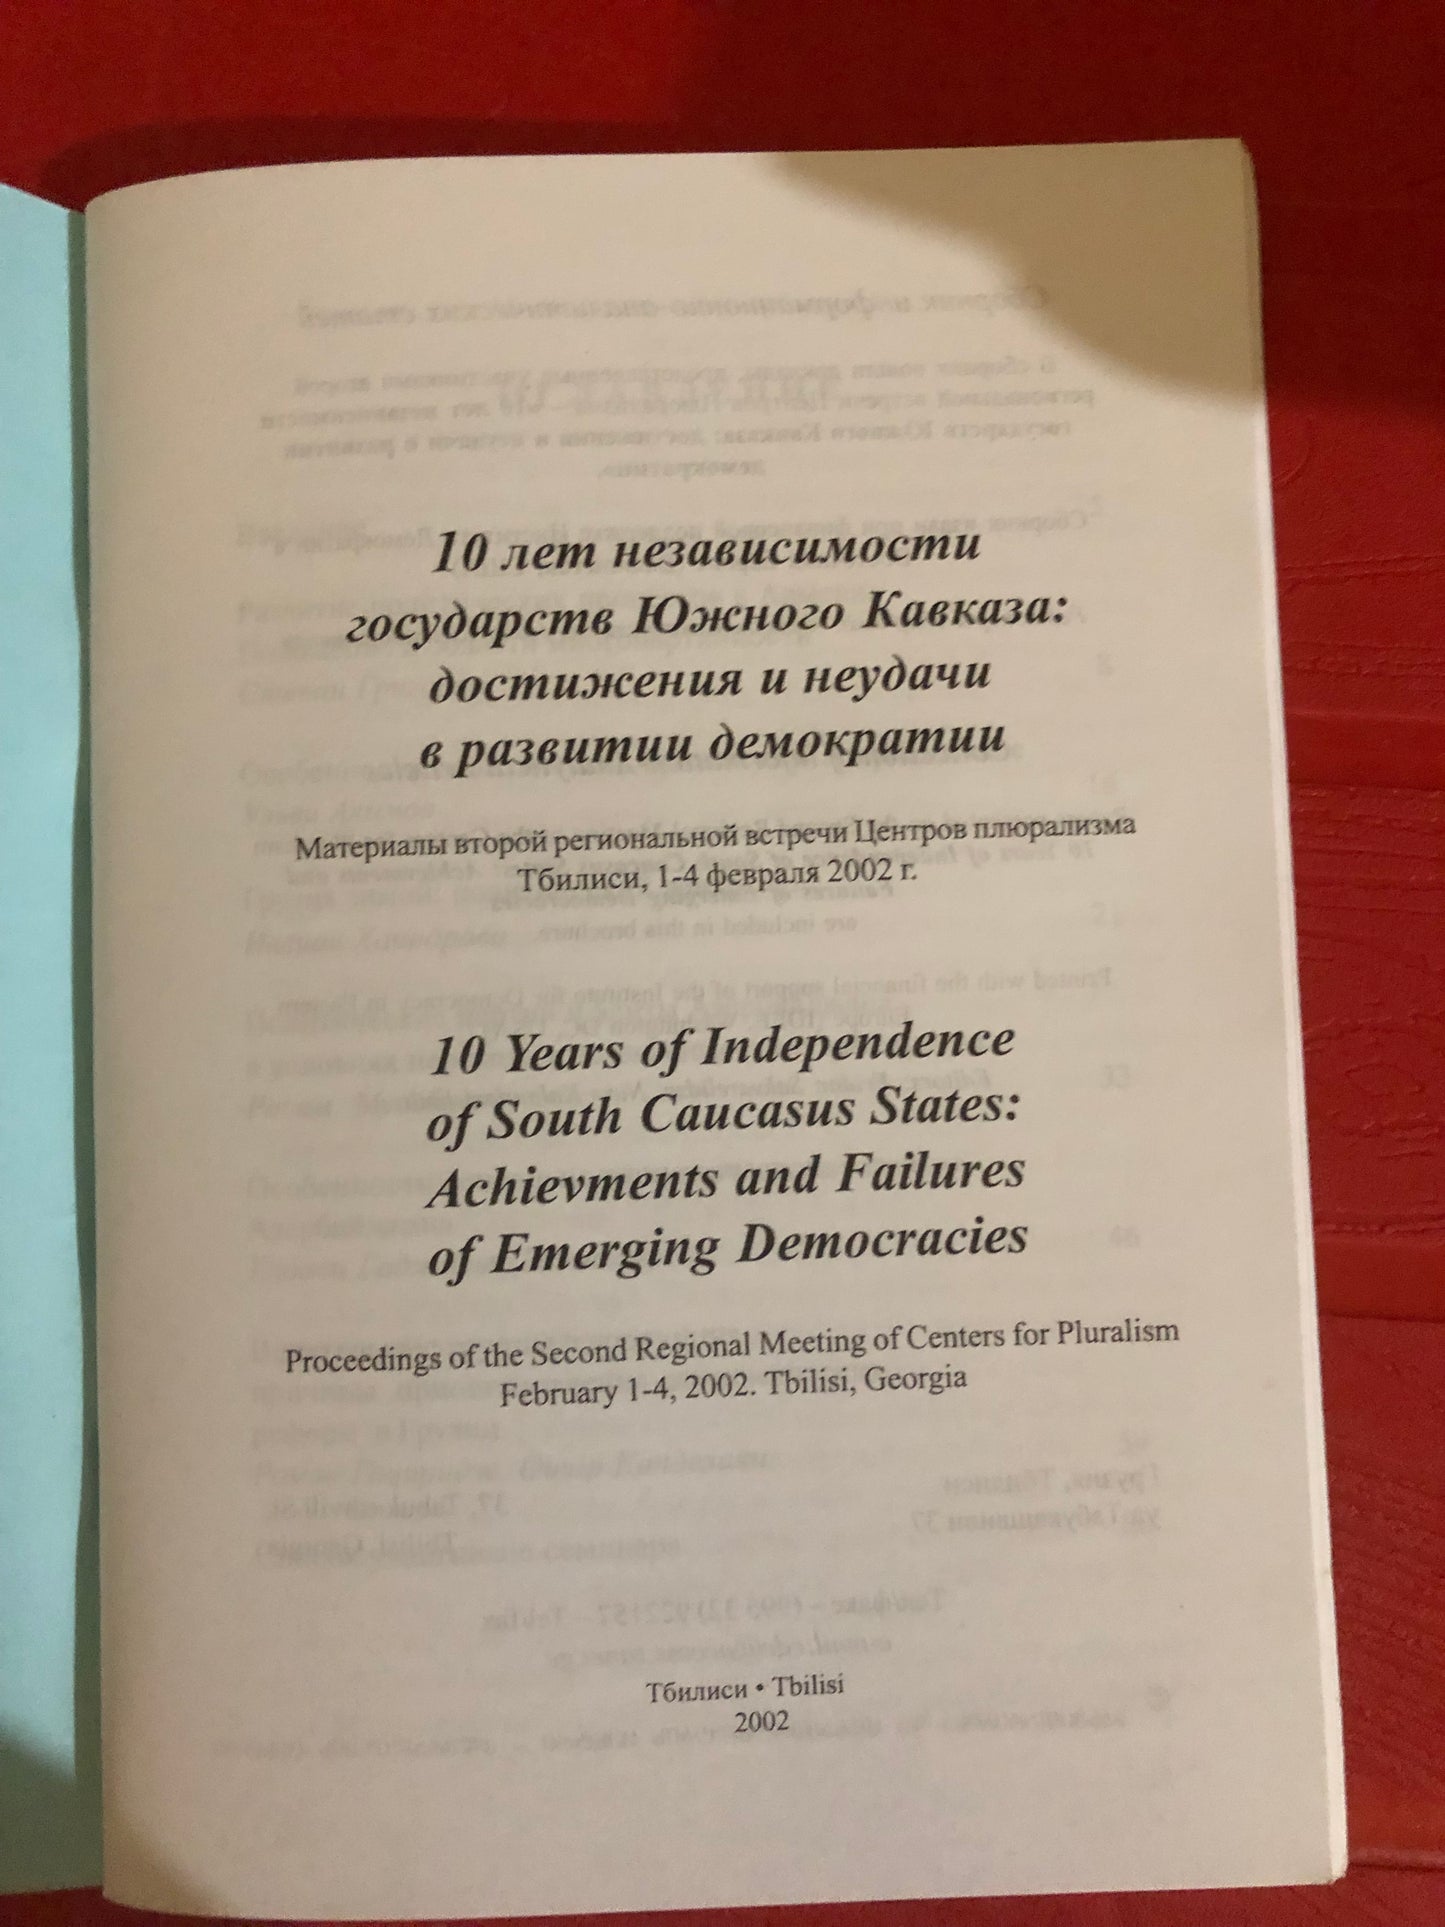 10 лет независимости
государств Южного Кавказа:
достижения и неудачи
в развитии демократии
Материалы второй региональной встречи Центров плюрализма
Тбилиси, 1-4 февраля 2002 г.
10 Years of Independence
of South Caucasus States:
Achievments and Failures
of Emerging Democracies
Proceedings of the Second Regional Meeting of Centers for Pluralism
February 1-4, 2002. Tbilisi, Georgia
Тбилиси • Tbilisi
2002